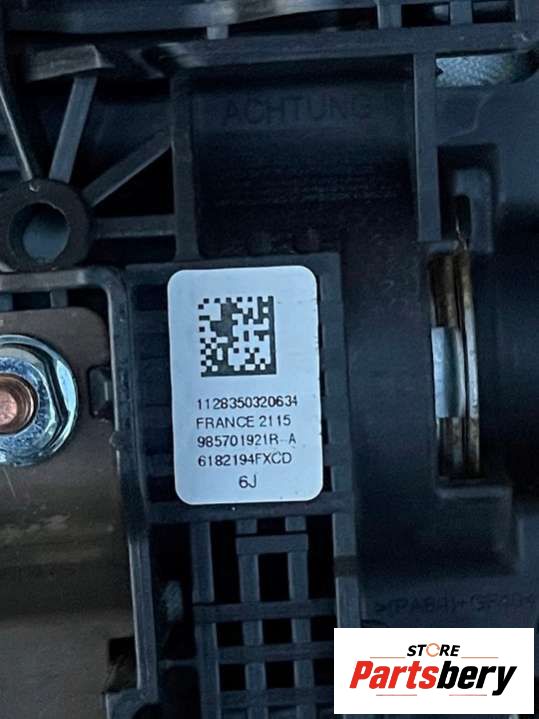 ACHTUNG
1128350320634
FRANCE 2115
985701921R--A
6182194FXCD
6J
STORE
Partsbery